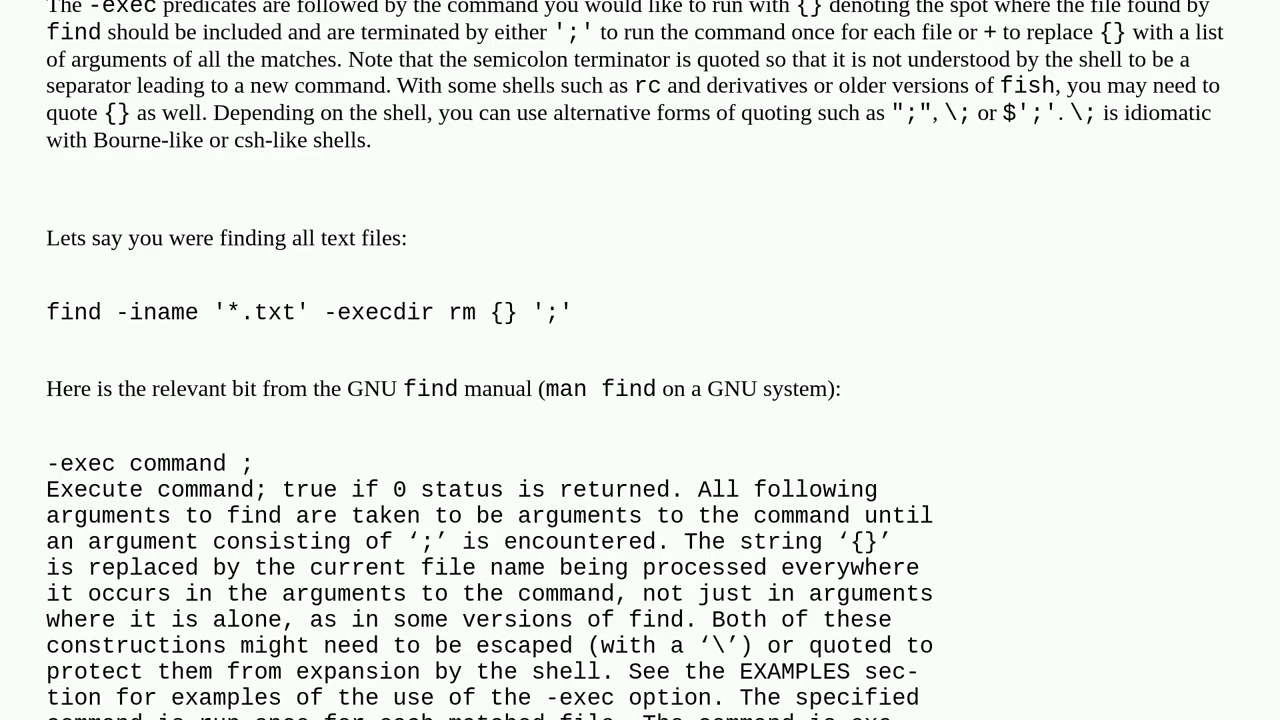 The -exec predicates are followed by the command you would like to run with {} denoting the spot where the file found by
find should be included and are terminated by either ';' to run the command once for each file or + to replace {} with a list
of arguments of all the matches. Note that the semicolon terminator is quoted so that it is not understood by the shell to be a
separator leading to a new command. With some shells such as rc and derivatives or older versions of fish, you may need to
quote {} as well. Depending on the shell, you can use alternative forms of quoting such as ";", \; or $';'. \; is idiomatic
with Bourne-like or csh-like shells.
Lets say you were finding all text files:
find -iname '*.txt' -execdir rm {} ';'
Here is the relevant bit from the GNU find manual (man find on a GNU system):
-exec command ;
Execute command; true if 0 status is returned. All following
arguments to find are taken to be arguments to the command until
an argument consisting of ‘;’ is encountered. The string ‘{}’
is replaced by the current file name being processed everywhere
it occurs in the arguments to the command, not just in arguments
where it is alone, as in some versions of find. Both of these
constructions might need to be escaped (with a ‘\’) or quoted to
protect them from expansion by the shell. See the EXAMPLES sec-
tion for examples of the use of the -exec option. The specified
command is run once for each matched file. The command is exe-